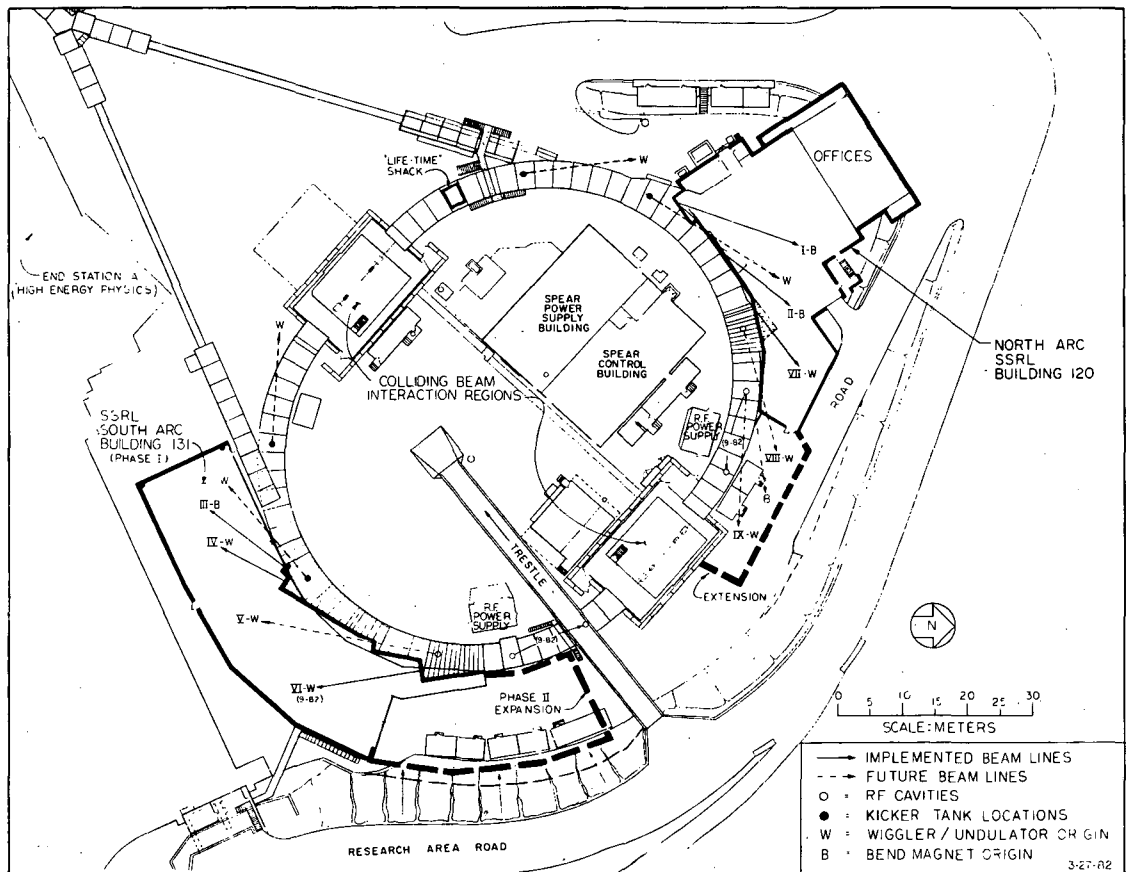 "LIFE-TIME"
SHACK
W
OFFICES
I-B
W
II-B
END STATION A
(HIGH ENERGY PHYSICS)
W
SPEAR
POWER
SUPPLY
BUILDING
SPEAR
CONTROL
BUILDING
VII-W
NORTH ARC
SSRL
BUILDING 120
COLLIDING BEAM
INTERACTION REGIONS
ROAD
R.F.
POWER
SUPPLY
(9-82)
SSRL
SOUTH ARC
BUILDING 131
(PHASE I)
VIII-W
W
III-B
B
IV-W
IX-W
TRESTLE
EXTENSION
R.F.
POWER
SUPPLY
V-W
(9-82)
N
VI-W
(9-82)
PHASE II
EXPANSION
0 5 10 15 20 25 30
SCALE:METERS
IMPLEMENTED BEAM LINES
FUTURE BEAM LINES
O = RF CAVITIES
● = KICKER TANK LOCATIONS
W = WIGGLER / UNDULATOR ORIGIN
B = BEND MAGNET ORIGIN
3-27-82
RESEARCH AREA ROAD